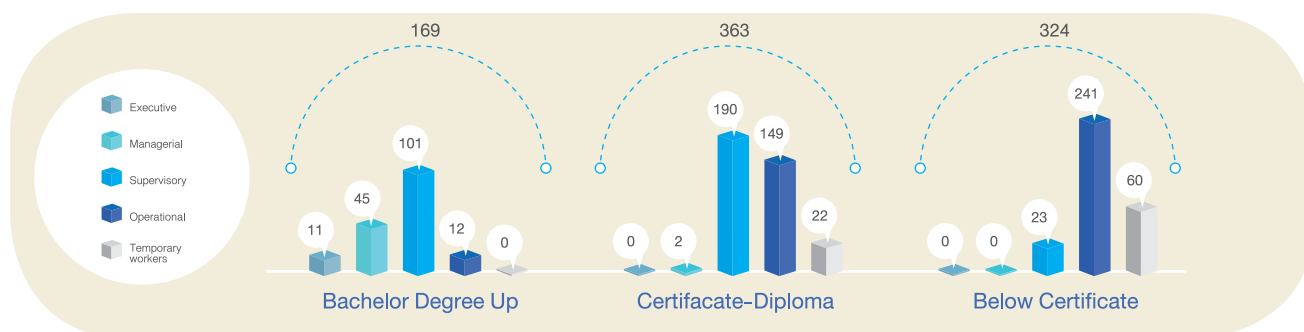 169
363
324
Executive
Managerial
Supervisory
Operational
Temporary
workers
11
45
101
12
0
0
2
190
149
22
0
0
23
241
60
Bachelor Degree Up
Certifacate-Diploma
Below Certificate